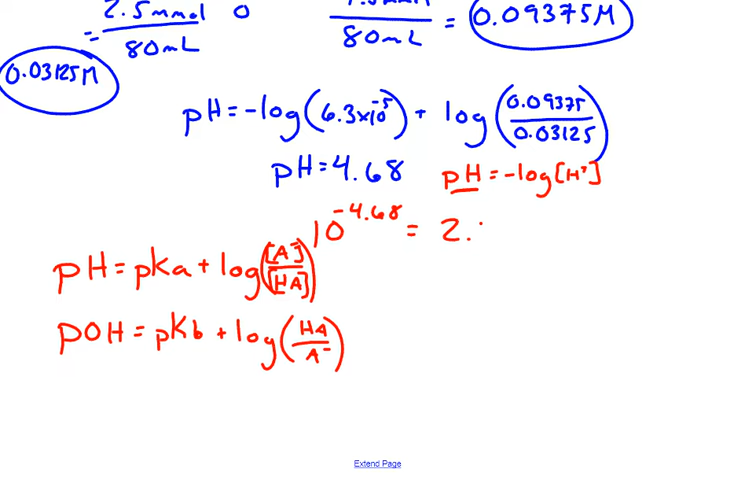 = 2.5 mmol / 80 mL 0
/ 80 mL = 0.09375 M
0.03125 M
pH = -log(6.3x10^-5) + log(0.09375 / 0.03125)
pH = 4.68 pH = -log[H+]
10^-4.68 = 2.
pH = pKa + log([A-] / [HA])
pOH = pKb + log(HA / A-)
Extend Page